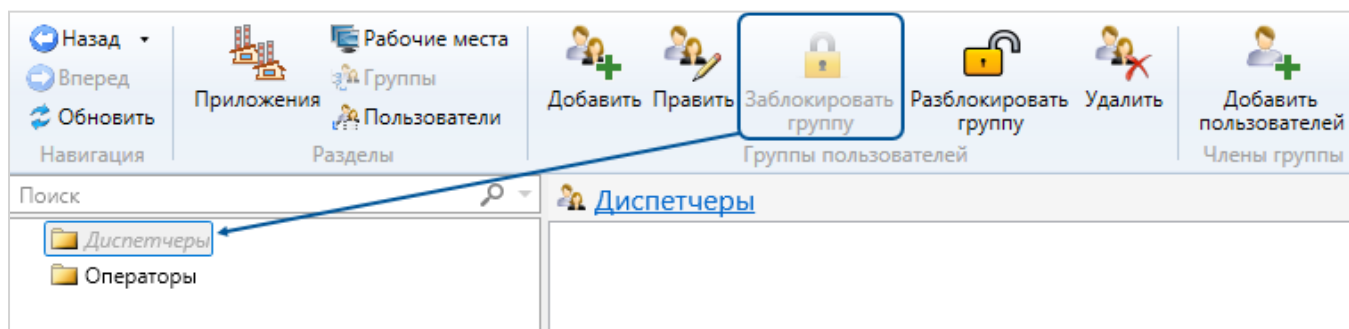 Назад
Вперед
Обновить
Навигация
Приложения
Рабочие места
Группы
Пользователи
Разделы
Добавить
Править
Заблокировать
группу
Разблокировать
группу
Удалить
Группы пользователей
Добавить
пользователей
Члены группы
Поиск
Диспетчеры
Операторы
Диспетчеры